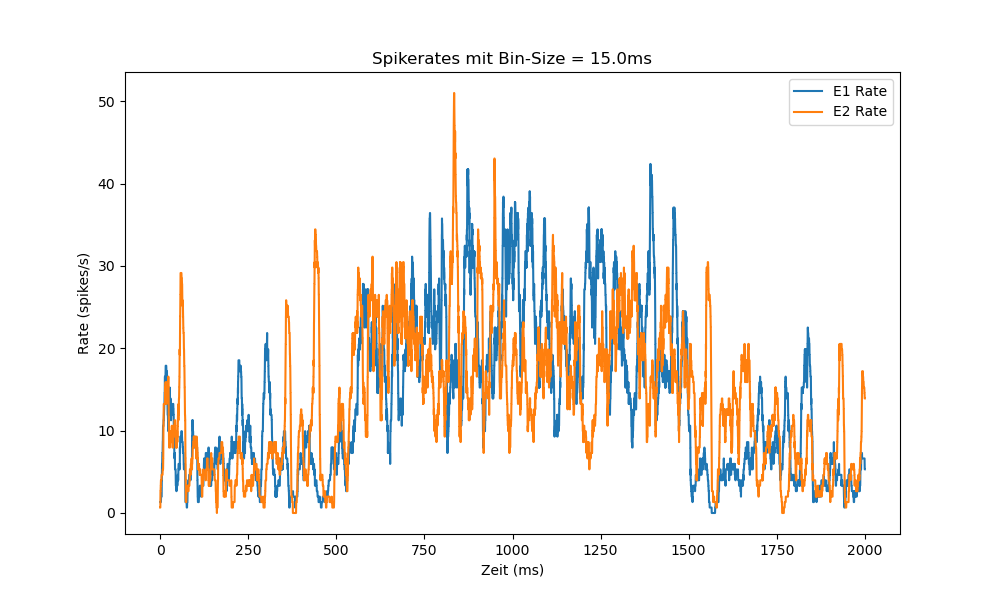 Spikerates mit Bin-Size = 15.0ms
E1 Rate
E2 Rate
50
40
30
20
10
0
Rate (spikes/s)
0 250 500 750 1000 1250 1500 1750 2000
Zeit (ms)